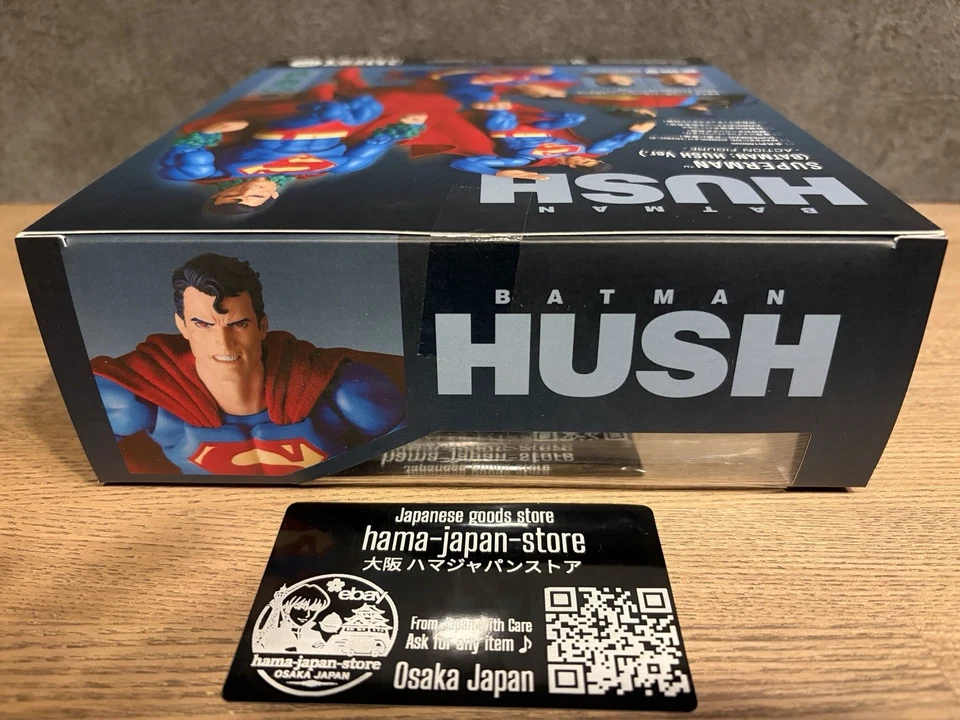 SUPERMAN™
(BATMAN: HUSH Ver.)
-ACTION FIGURE-
HUSH
BATMAN
BATMAN
HUSH
Japanese goods store
hama-japan-store
大阪 ハマジャパンストア
ebay
hama-japan-store
OSAKA JAPAN
From Japan with Care
Ask for any item ♪
Osaka Japan